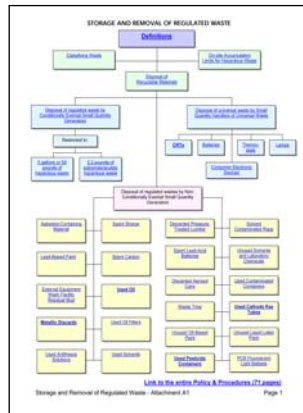 STORAGE AND REMOVAL OF REGULATED WASTE
Definitions
Classifying Waste
On-site Accumulation
Limits for Hazardous Waste
Disposal of
Recyclable Materials
Disposal of regulated waste by
Conditionally Exempt Small Quantity
Generators
Disposal of universal waste by Small
Quantity Handlers of Universal Waste
Restricted to:
CRTs
Batteries
Lamps
5 gallons or 50
pounds of
hazardous waste
2.2 pounds of
hazardous waste
Consumer Electronic
Devices
Disposal of regulated wastes by Non-
Conditionally Exempt Small Quantity
Generators
Asbestos-Containing
Material
Spent Sharps
Discarded Pressure
Treated Lumber
Solvent
Contaminated Rags
Lead-Based Paint
Spent Carbon
Spent Lead-Acid
Batteries
Unused Solvents
and Laboratory
Chemicals
External Equipment
Wash Facility
Residual Mud
Used Oil
Discarded Aerosol
Cans
Used Contaminated
Containers
Metallic Discards
Used Oil Filters
Waste Toner
Used Cathode Ray
Tubes
Used Antifreeze
Solutions
Used Solvents
Unused Oil-Based
Paint
Unused Liquid Latex
Paint
Used Pesticide
Containers
PCB Fluorescent
Light Ballasts
Link to the entire Policy & Procedures (71 pages)
Storage and Removal of Regulated Waste - Attachment A1
Page 1